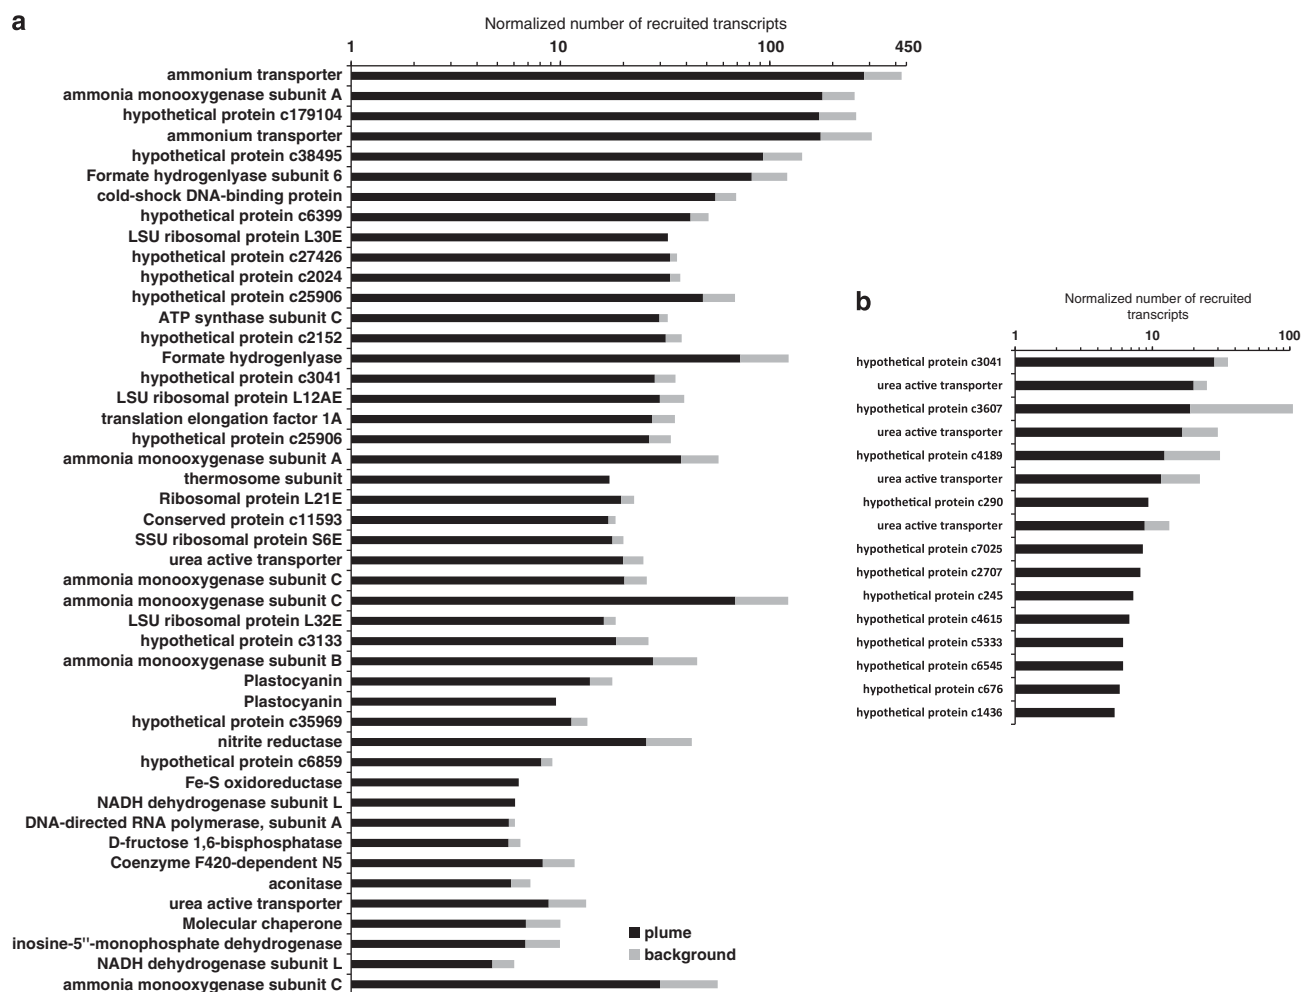 a
Normalized number of recruited transcripts
1 10 100 450
ammonium transporter
ammonia monooxygenase subunit A
hypothetical protein c179104
ammonium transporter
hypothetical protein c38495
Formate hydrogenlyase subunit 6
cold-shock DNA-binding protein
hypothetical protein c6399
LSU ribosomal protein L30E
hypothetical protein c27426
hypothetical protein c2024
hypothetical protein c25906
ATP synthase subunit C
hypothetical protein c2152
Formate hydrogenlyase
hypothetical protein c3041
LSU ribosomal protein L12AE
translation elongation factor 1A
hypothetical protein c25906
ammonia monooxygenase subunit A
thermosome subunit
Ribosomal protein L21E
Conserved protein c11593
SSU ribosomal protein S6E
urea active transporter
ammonia monooxygenase subunit C
ammonia monooxygenase subunit C
LSU ribosomal protein L32E
hypothetical protein c3133
ammonia monooxygenase subunit B
Plastocyanin
Plastocyanin
hypothetical protein c35969
nitrite reductase
hypothetical protein c6859
Fe-S oxidoreductase
NADH dehydrogenase subunit L
DNA-directed RNA polymerase, subunit A
D-fructose 1,6-bisphosphatase
Coenzyme F420-dependent N5
aconitase
urea active transporter
Molecular chaperone
inosine-5''-monophosphate dehydrogenase
NADH dehydrogenase subunit L
ammonia monooxygenase subunit C
plume
background
b
Normalized number of recruited
transcripts
1 10 100
hypothetical protein c3041
urea active transporter
hypothetical protein c3607
urea active transporter
hypothetical protein c4189
urea active transporter
hypothetical protein c290
urea active transporter
hypothetical protein c7025
hypothetical protein c2707
hypothetical protein c245
hypothetical protein c4615
hypothetical protein c5333
hypothetical protein c6545
hypothetical protein c676
hypothetical protein c1436